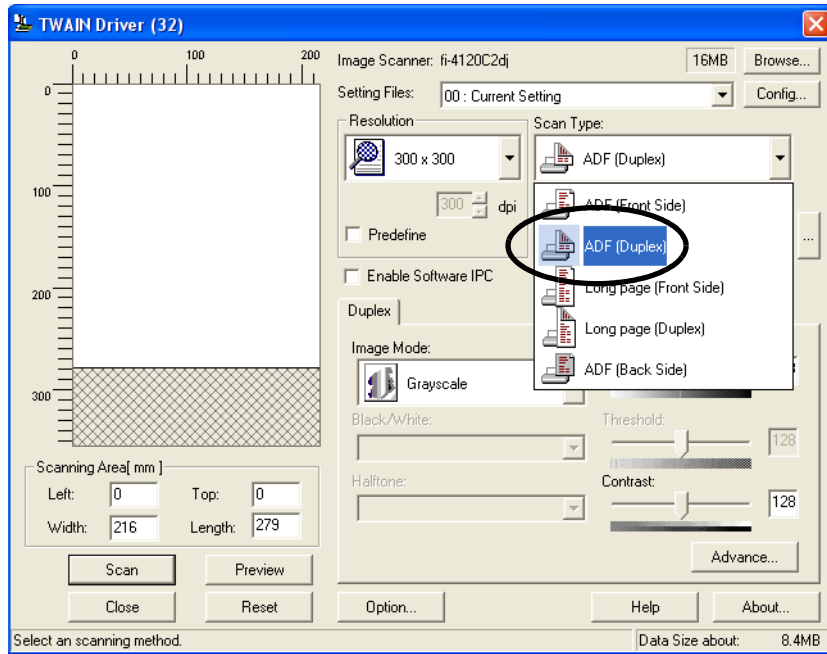 TWAIN Driver (32)
0 100 200
Image Scanner: fi-4120C2dj 16MB Browse...
Setting Files: 00 : Current Setting Config...
Resolution Scan Type:
300 x 300 ADF (Duplex)
300 dpi
ADF (Front Side)
Predefine
ADF (Duplex) ...
Enable Software IPC
Long page (Front Side)
Duplex
Long page (Duplex)
Image Mode:
ADF (Back Side)
Grayscale
Black/White: Threshold:
128
Halftone: Contrast:
128
Advance...
0
100
200
300
Scanning Area[ mm ]
Left: 0 Top: 0
Width: 216 Length: 279
Scan Preview
Close Reset Option... Help About...
Select an scanning method. Data Size about: 8.4MB